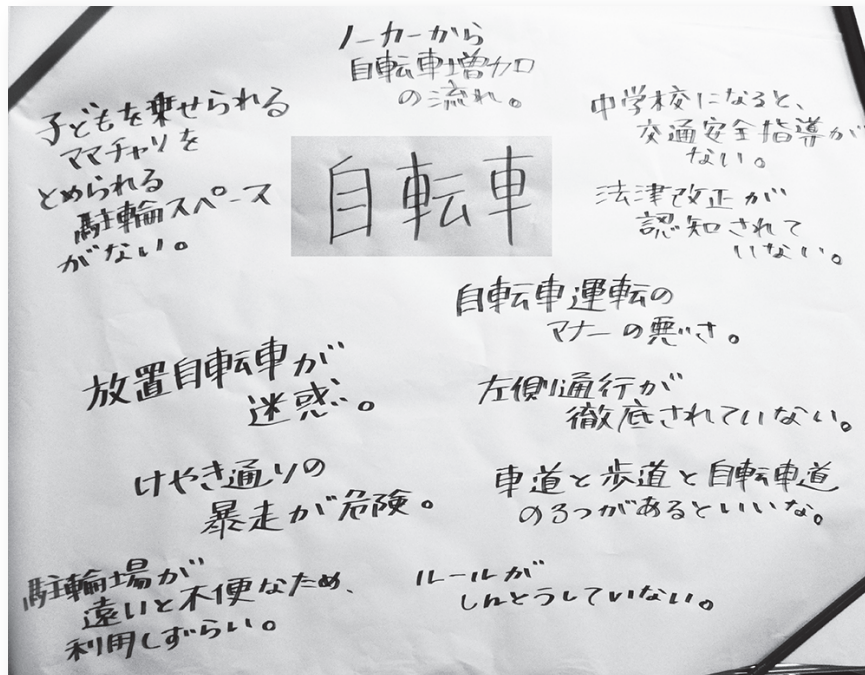 ノーカーから
自転車増加
の流れ。
子どもを乗せられる
ママチャリを
とめられる
駐輪スペース
がない。
自転車
中学校になると、
交通安全指導が
ない。
法律改正が
認知されて
いない。
自転車運転の
マナーの悪さ。
放置自転車が
迷惑。
左側通行が
徹底されていない。
けやき通りの
暴走が危険。
車道と歩道と自転車道
の3つがあるといいな。
駐輪場が
遠いと不便なため、
利用しずらい。
ルールが
しんとうしていない。